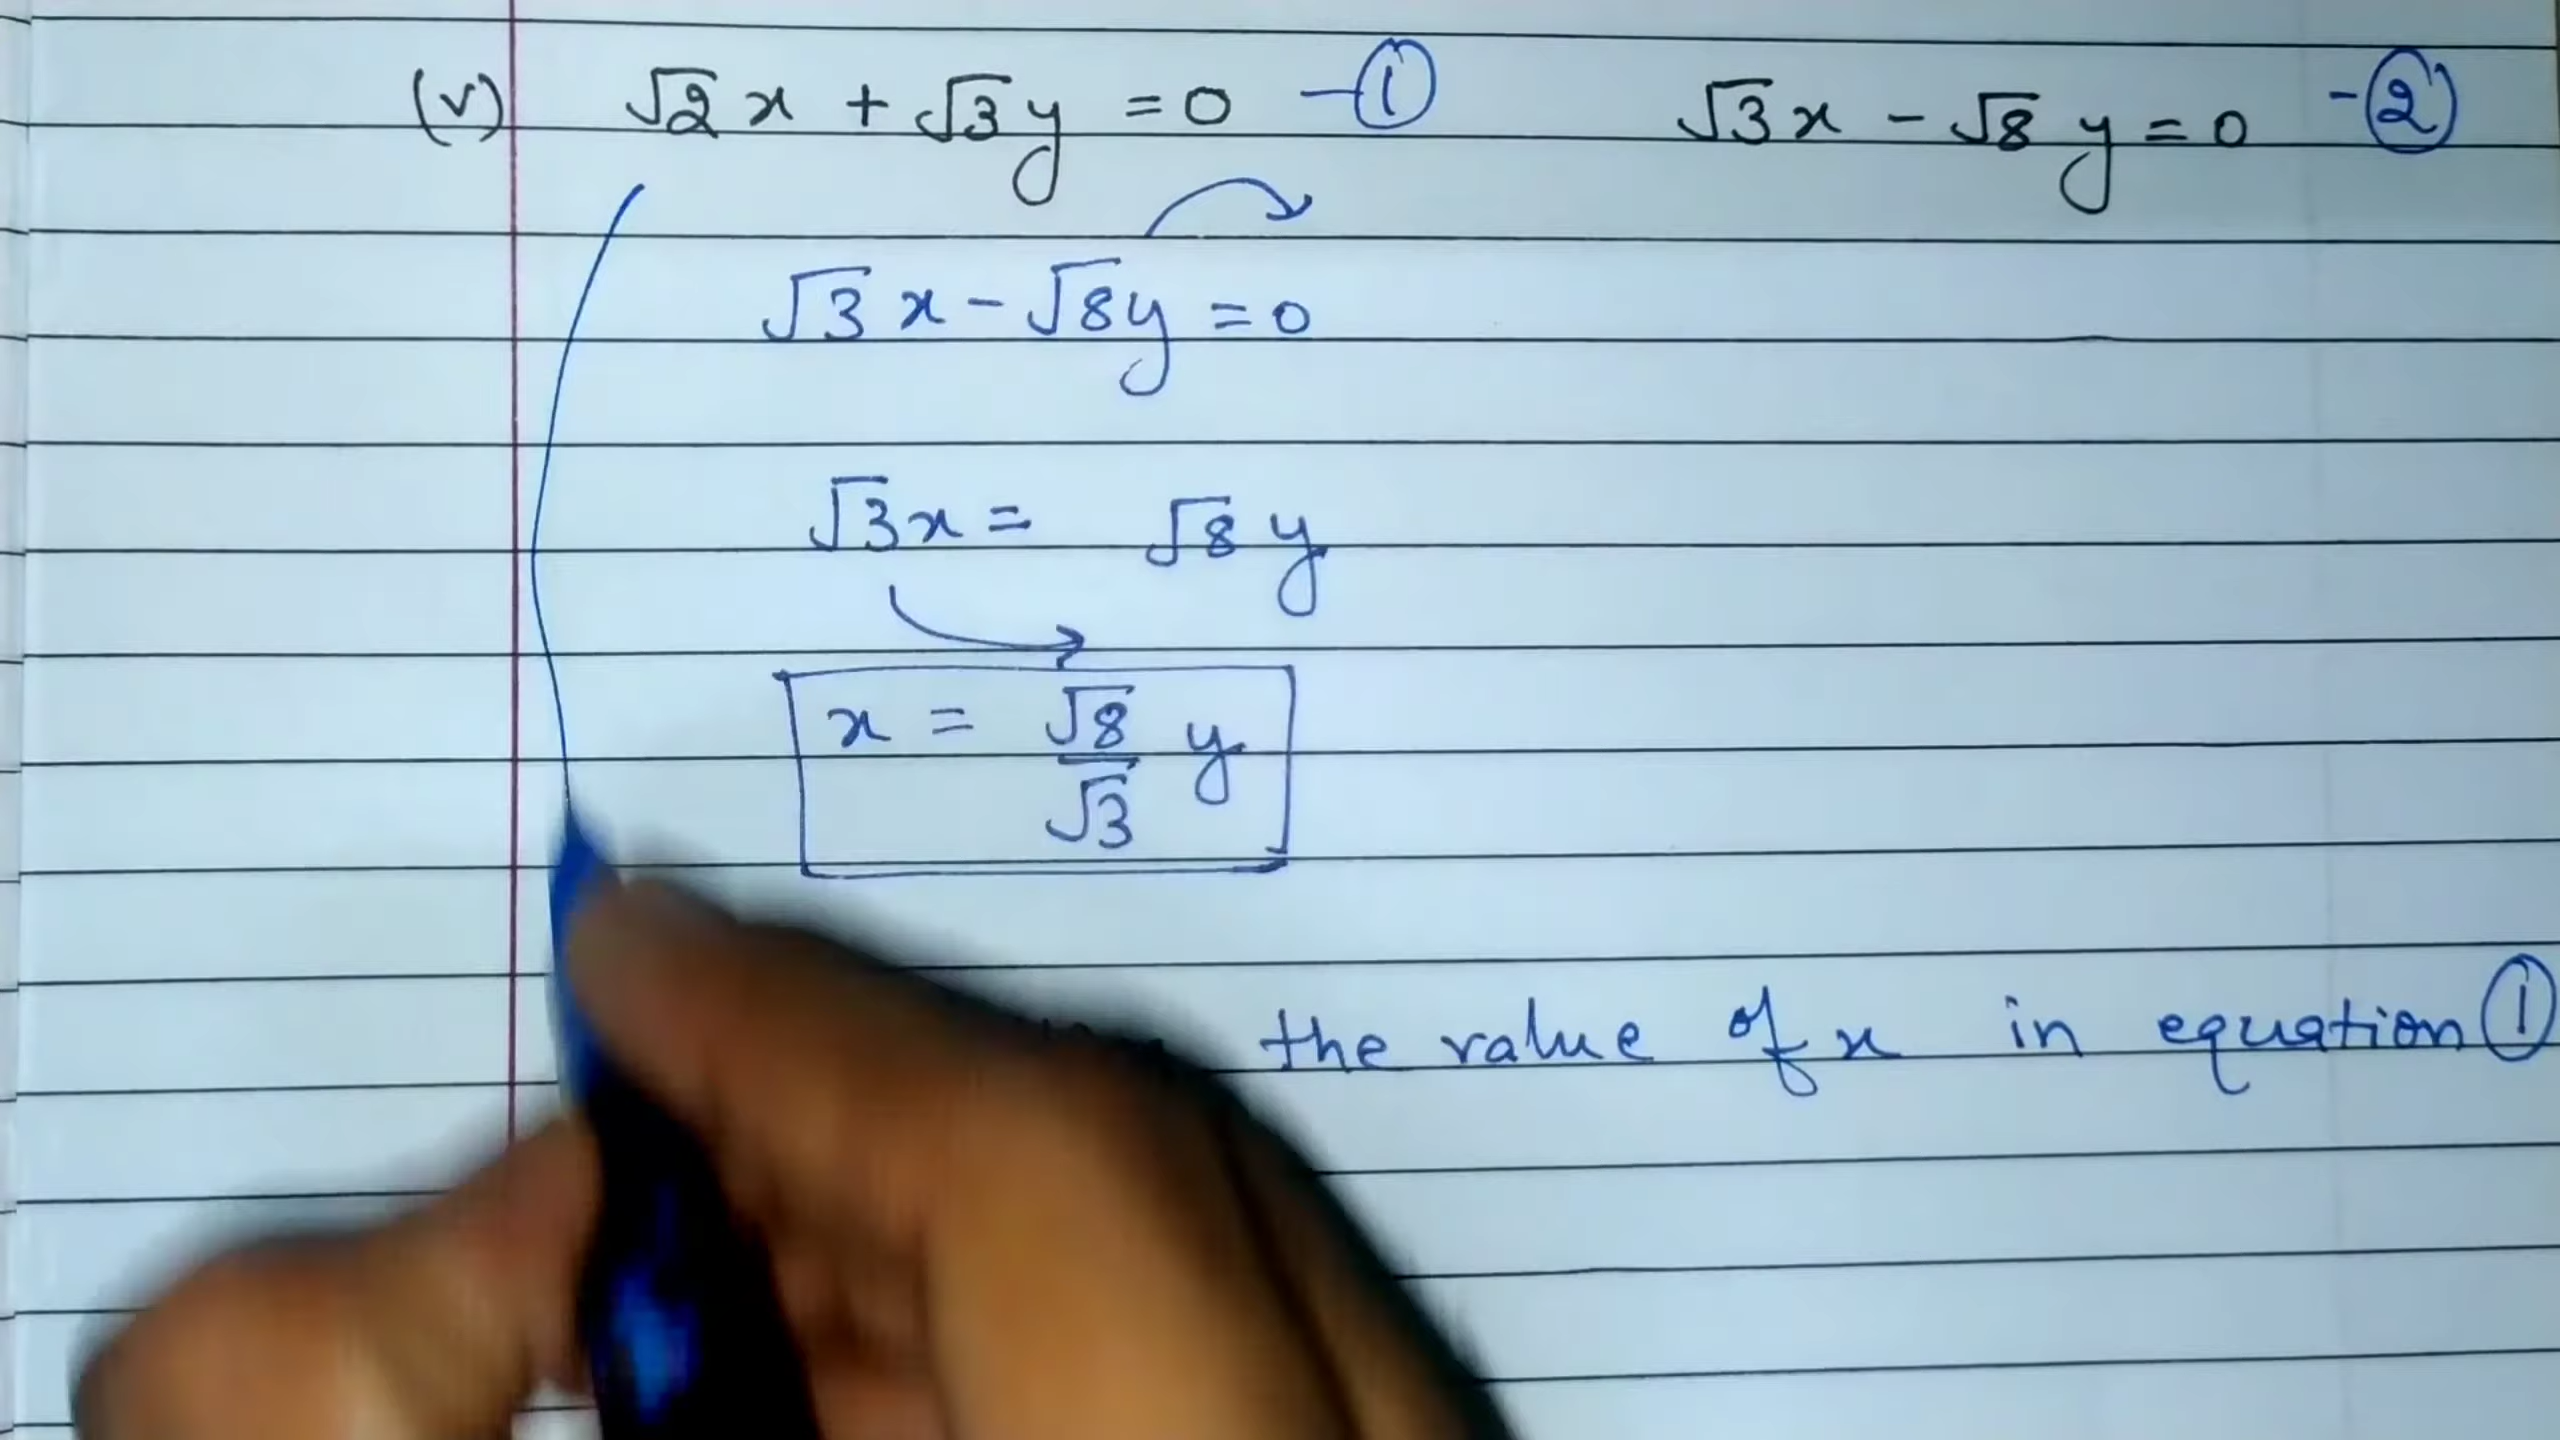 (v) √2x + √3y = 0 —① √3x - √8y = 0 -②
√3x - √8y = 0
√3x = √8y
x = √8/√3 y
the value of x in equation ①